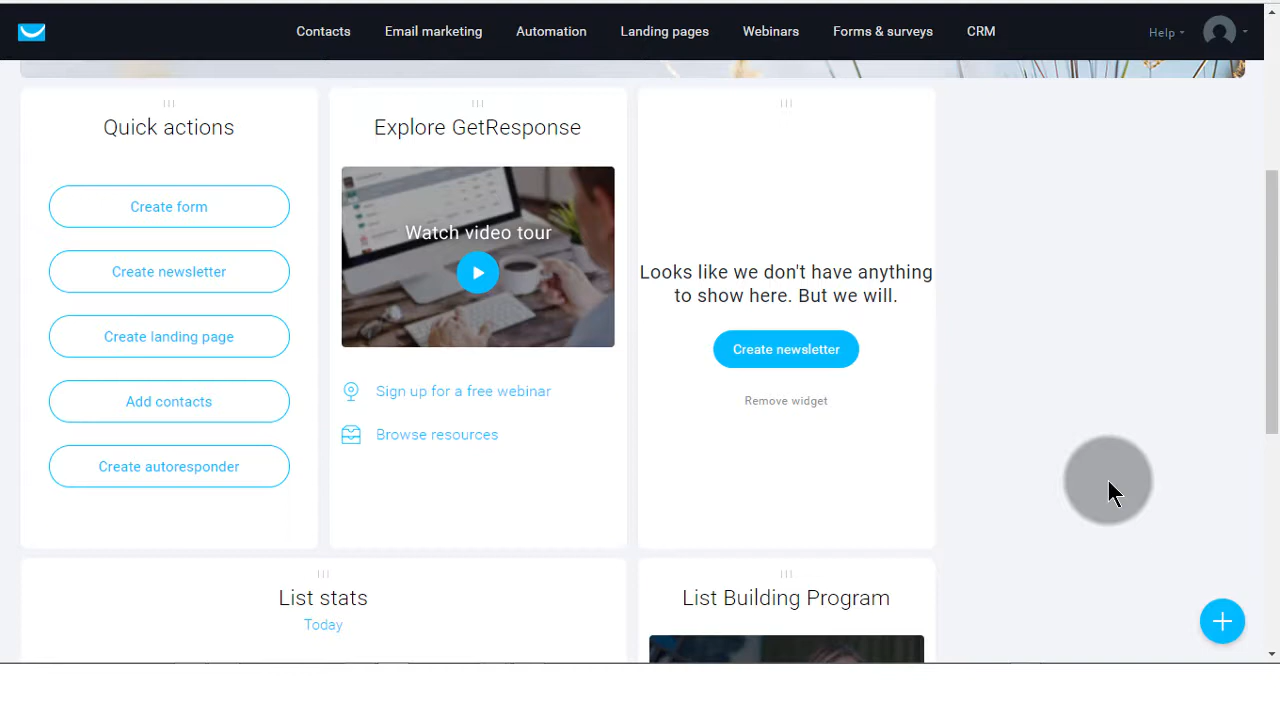 Contacts
Email marketing
Automation
Landing pages
Webinars
Forms & surveys
CRM
Help
Quick actions
Create form
Create newsletter
Create landing page
Add contacts
Create autoresponder
Explore GetResponse
Watch video tour
Sign up for a free webinar
Browse resources
Looks like we don't have anything
to show here. But we will.
Create newsletter
Remove widget
List stats
Today
List Building Program